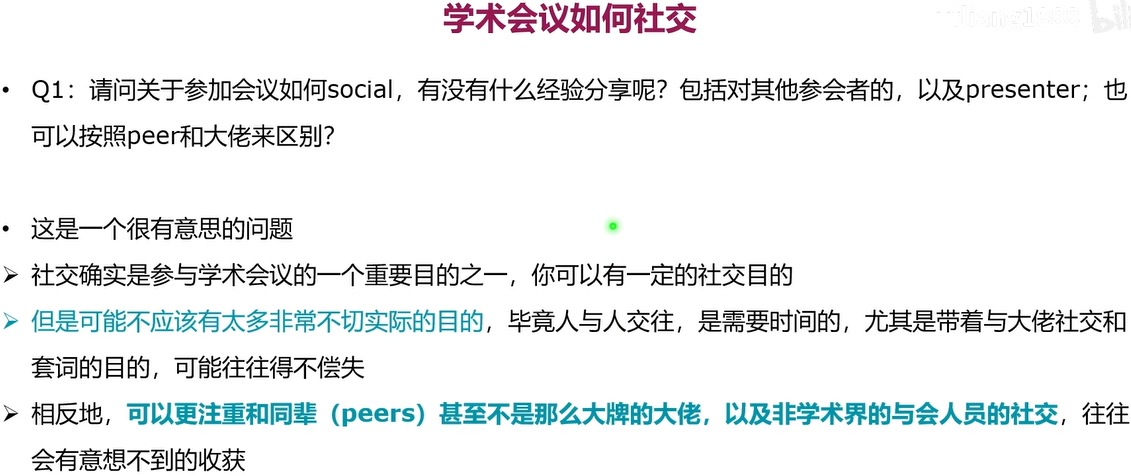 学术会议如何社交
• Q1：请问关于参加会议如何social，有没有什么经验分享呢？包括对其他参会者的，以及presenter；也
可以按照peer和大佬来区别？
• 这是一个很有意思的问题
➢ 社交确实是参与学术会议的一个重要目的之一，你可以有一定的社交目的
➢ 但是可能不应该有太多非常不切实际的目的，毕竟人与人交往，是需要时间的，尤其是带着与大佬社交和
套词的目的，可能往往得不偿失
➢ 相反地，可以更注重和同辈（peers）甚至不是那么大牌的大佬，以及非学术界的与会人员的社交，往往
会有意想不到的收获